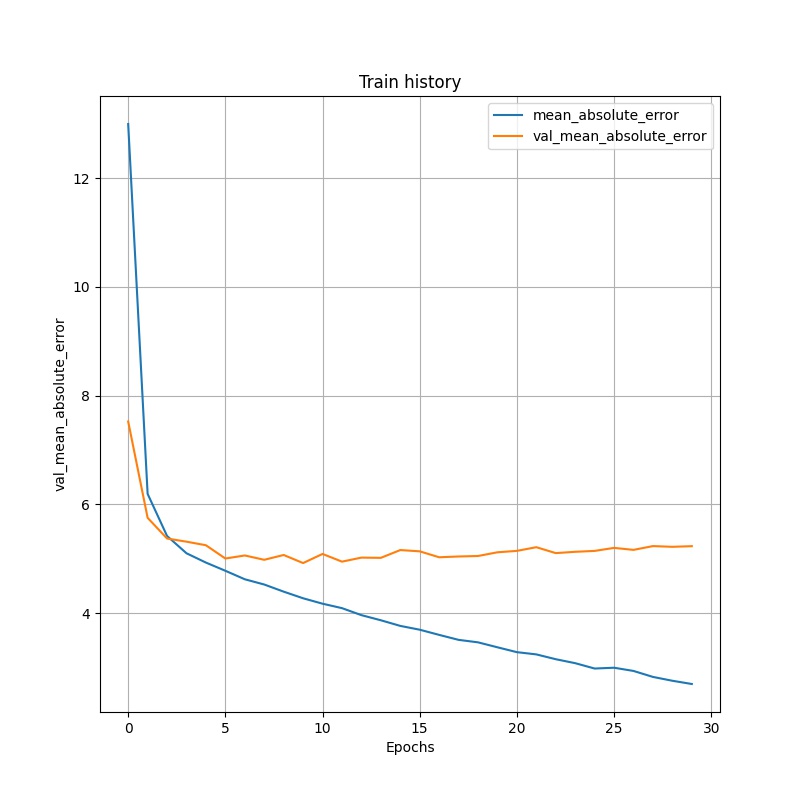 Train history
mean_absolute_error
val_mean_absolute_error
12
10
8
6
4
val_mean_absolute_error
0 5 10 15 20 25 30
Epochs